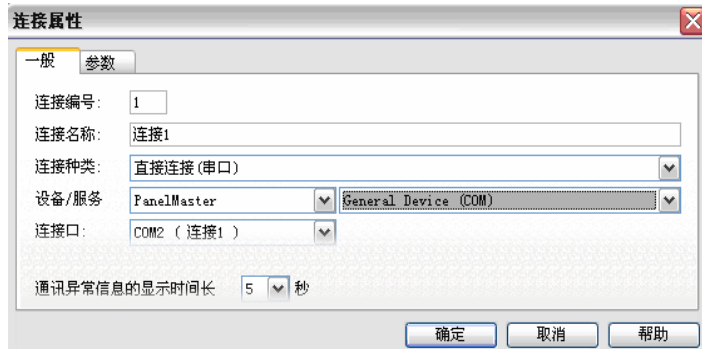 连接属性
一般 参数
连接编号: 1
连接名称: 连接1
连接种类: 直接连接(串口)
设备/服务 PanelMaster General Device (COM)
连接口: COM2 ( 连接1 )
通讯异常信息的显示时间长 5 秒
确定 取消 帮助